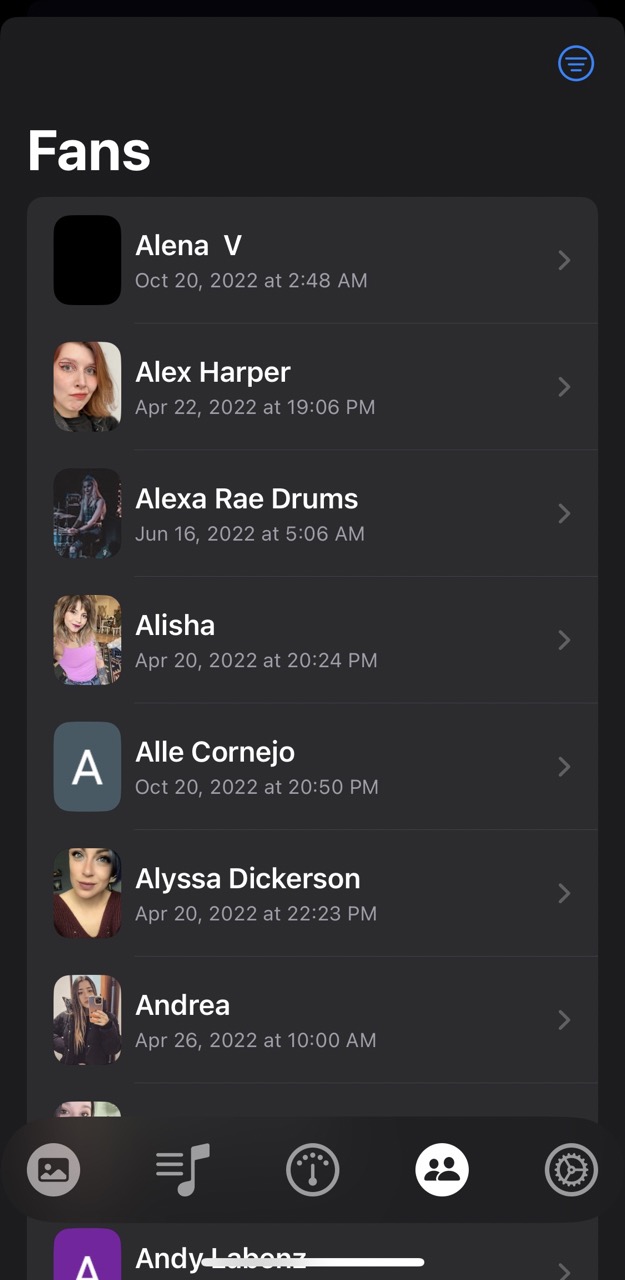 Fans
Alena  V
Oct 20, 2022 at 2:48 AM
Alex Harper
Apr 22, 2022 at 19:06 PM
Alexa Rae Drums
Jun 16, 2022 at 5:06 AM
Alisha
Apr 20, 2022 at 20:24 PM
A
Alle Cornejo
Oct 20, 2022 at 20:50 PM
Alyssa Dickerson
Apr 20, 2022 at 22:23 PM
Andrea
Apr 26, 2022 at 10:00 AM
A
Andy Labenz